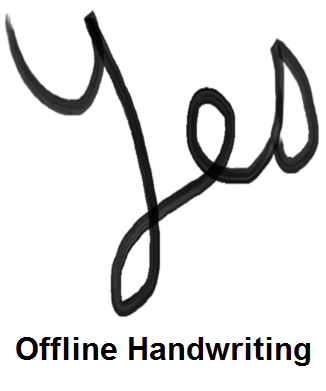 yes
Offline Handwriting